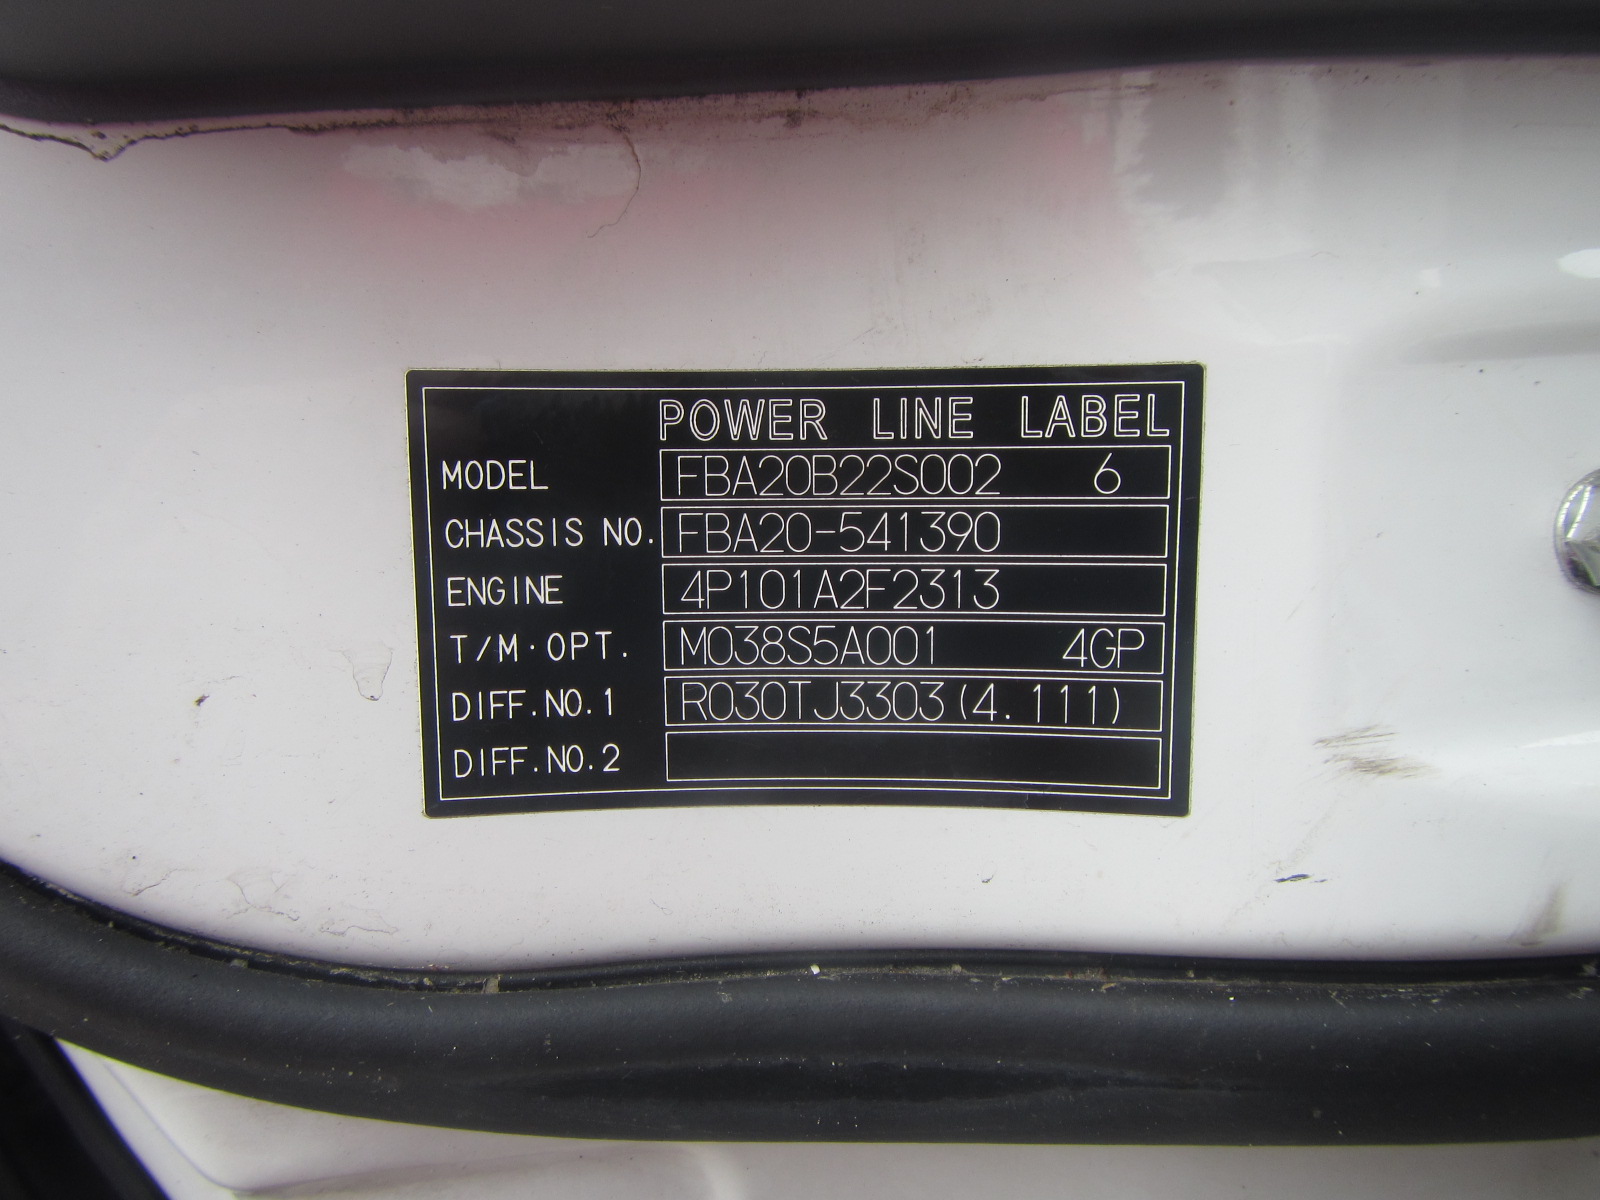 POWER LINE LABEL
MODEL FBA20B22S002 6
CHASSIS NO. FBA20-541390
ENGINE 4P101A2F2313
T/M·OPT. M038S5A001 4GP
DIFF.NO.1 R030TJ3303(4.111)
DIFF.NO.2